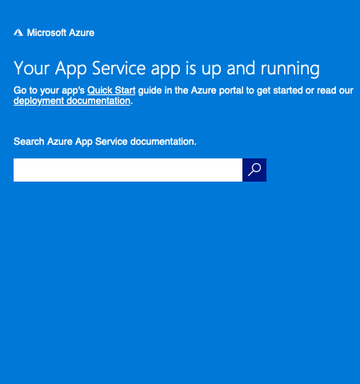 Microsoft Azure
Your App Service app is up and running
Go to your app's Quick Start guide in the Azure portal to get started or read our
deployment documentation.
Search Azure App Service documentation.